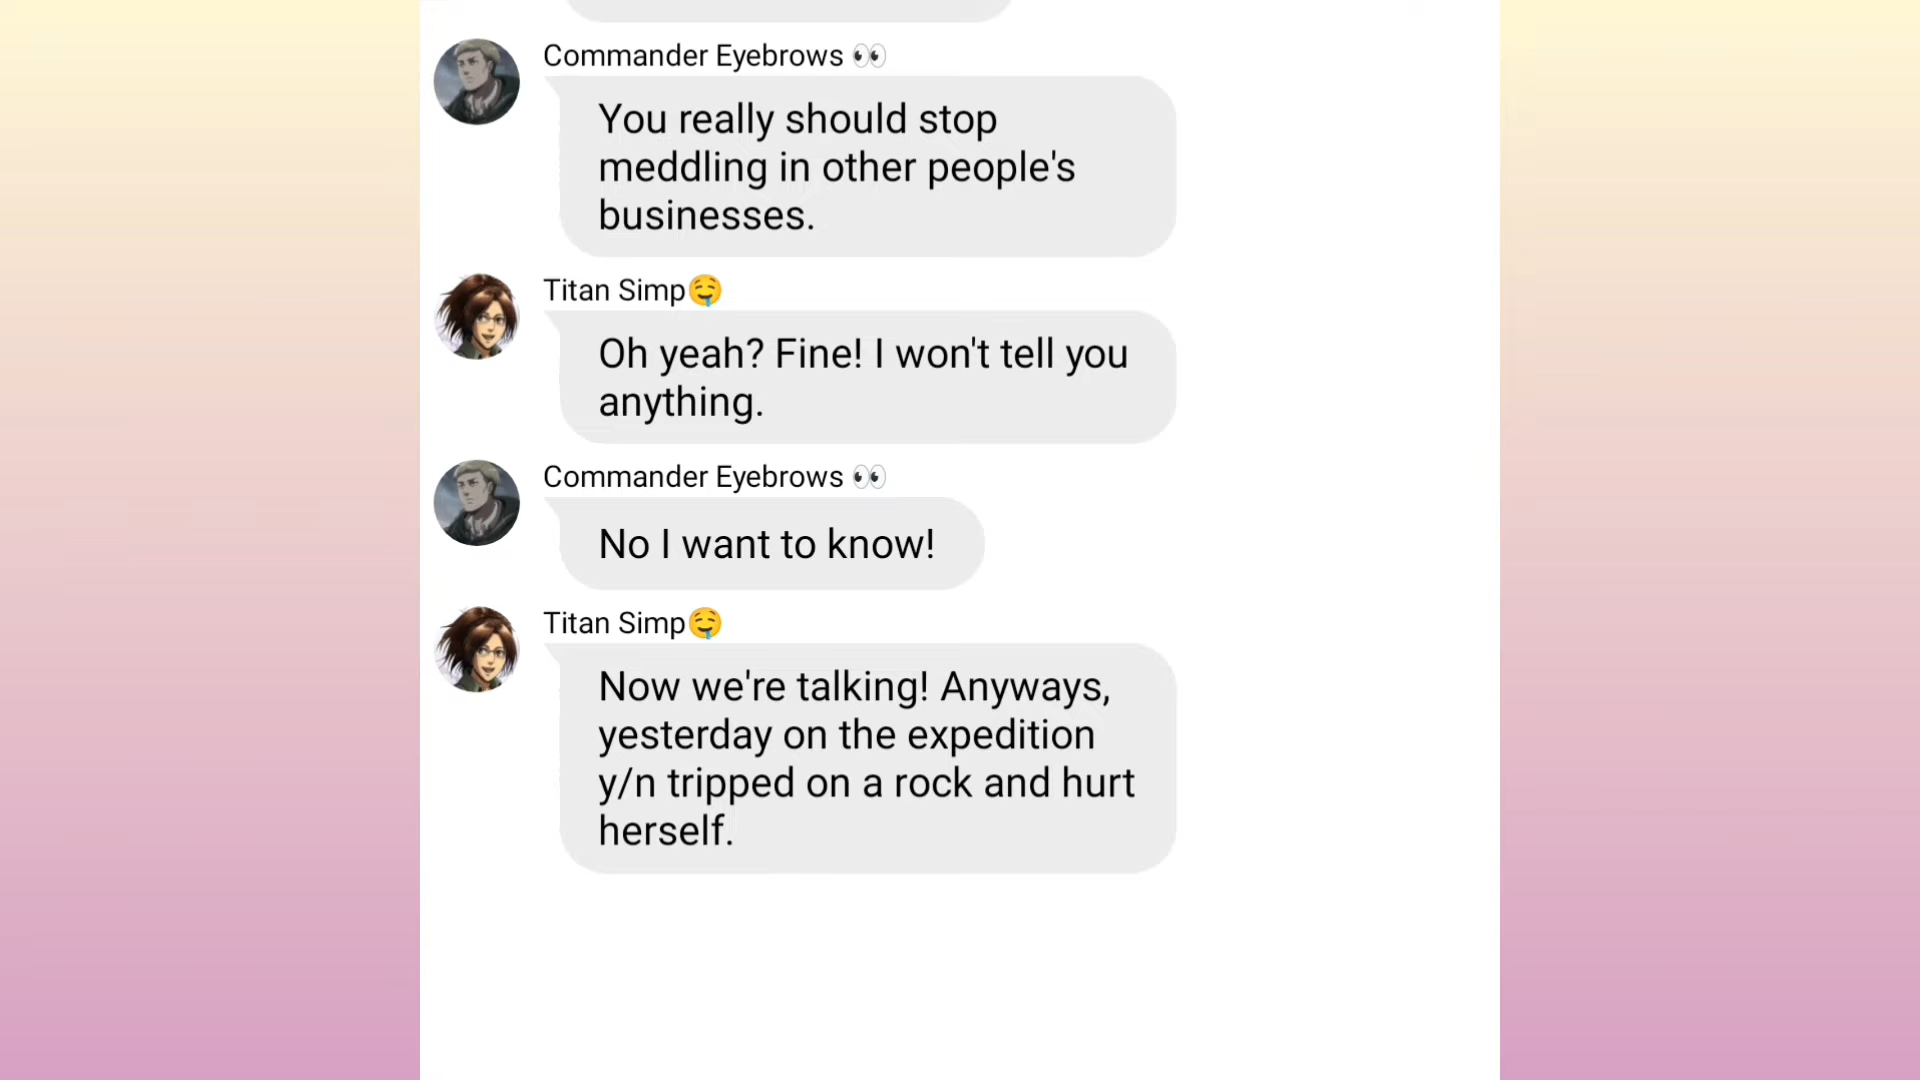 Commander Eyebrows 👀
You really should stop
meddling in other people's
businesses.
Titan Simp🤤
Oh yeah? Fine! I won't tell you
anything.
Commander Eyebrows 👀
No I want to know!
Titan Simp🤤
Now we're talking! Anyways,
yesterday on the expedition
y/n tripped on a rock and hurt
herself.